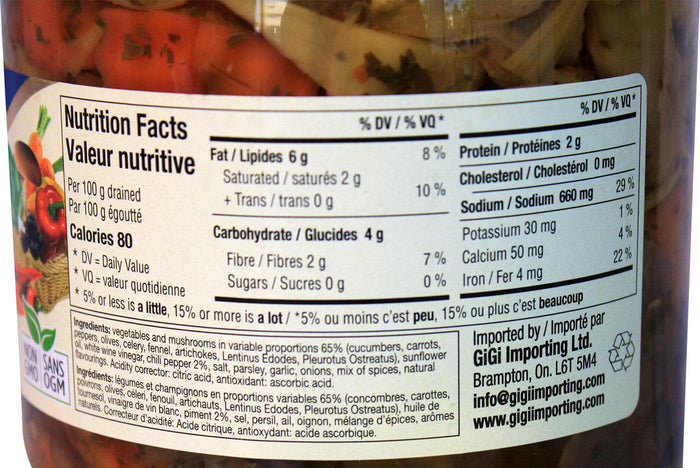 Nutrition Facts
Valeur nutritive
Per 100 g drained
Par 100 g égoutté
Calories 80
* DV = Daily Value
* VQ = valeur quotidienne
% DV / % VQ*
Fat / Lipides 6 g 8 %
Saturated / saturés 2 g
+ Trans / trans 0 g 10 %
Carbohydrate / Glucides 4 g
Fibre / Fibres 2 g 7 %
Sugars / Sucres 0 g 0 %
% DV / % VQ*
Protein / Protéines 2 g
Cholesterol / Cholestérol 0 mg
Sodium / Sodium 660 mg 29 %
Potassium 30 mg 1 %
Calcium 50 mg 4 %
Iron / Fer 4 mg 22 %
* 5% or less is a little, 15% or more is a lot / *5% ou moins c'est peu, 15% ou plus c'est beaucoup
Ingredients: vegetables and mushrooms in variable proportions 65% (cucumbers, carrots,
peppers, olives, celery, fennel, artichokes, Lentinus Edodes, Pleurotus Ostreatus), sunflower
oil, white wine vinegar, chili pepper 2%, salt, parsley, garlic, onions, mix of spices, natural
flavourings. Acidity corrector: citric acid, antioxidant: ascorbic acid.
Ingrédients: légumes et champignons en proportions variables 65% (concombres, carottes,
poivrons, olives, céleri, fenouil, artichauts, Lentinus Edodes, Pleurotus Ostreatus), huile de
tournesol, vinaigre de vin blanc, piment 2%, sel, persil, ail, oignon, mélange d'épices, arômes
naturels. Correcteur d'acidité: Acide citrique, antioxydant: acide ascorbique.
Imported by / Importé par
GiGi Importing Ltd.
Brampton, On. L6T 5M4
info@gigiimporting.com
www.gigiimporting.com
NON
GMO
SANS
OGM